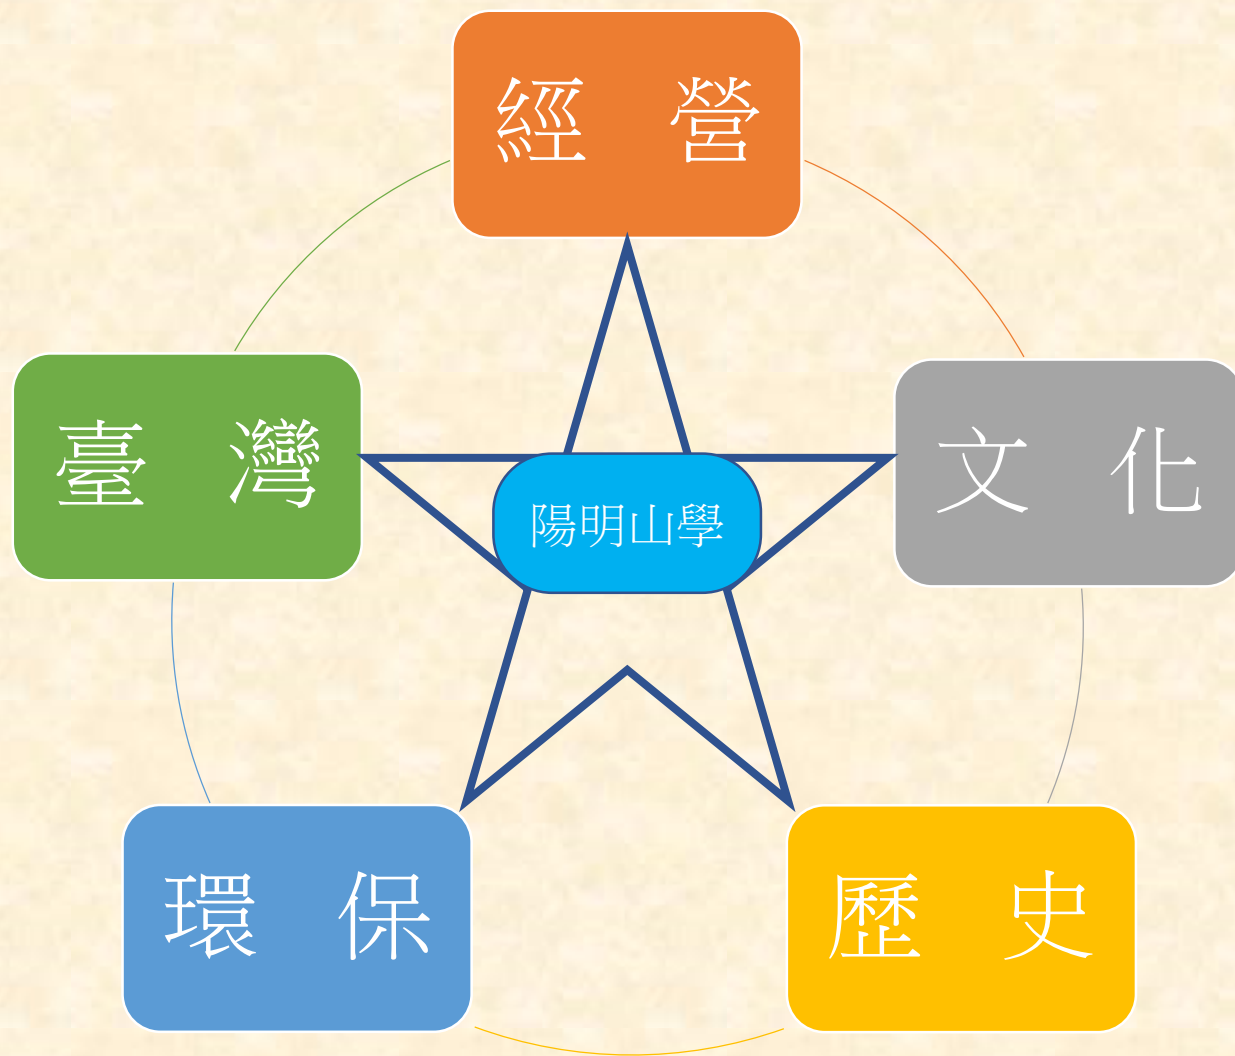 經 營
臺 灣
文 化
陽明山學
環 保
歷 史